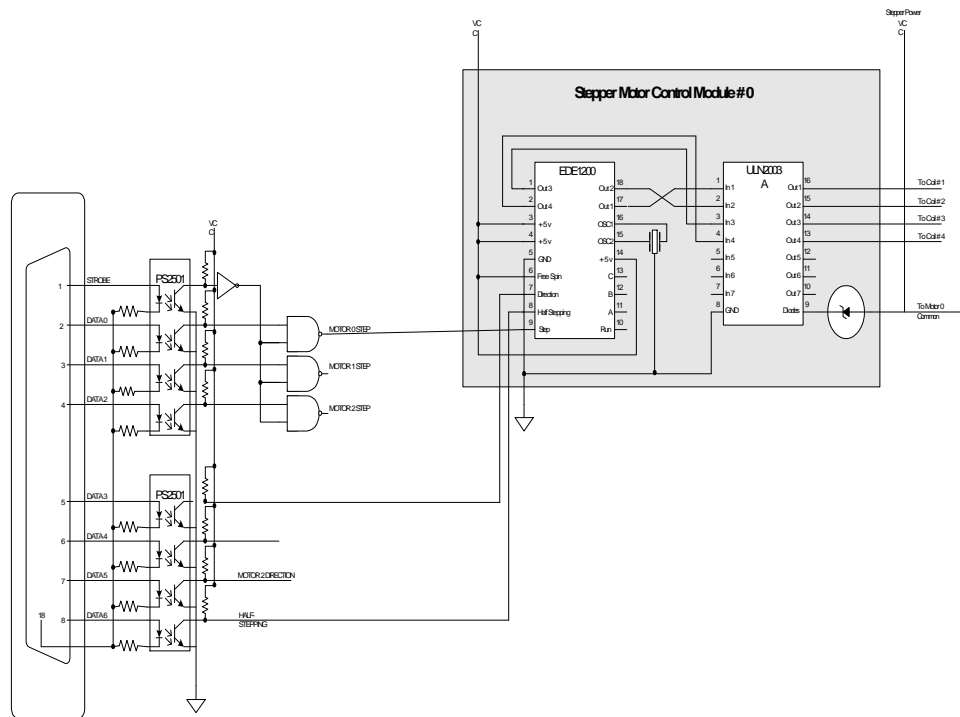 Stepper Power
VC
C
VC
C
Stepper Motor Control Module # 0
EDE1200
ULN2003
A
1 Out3
2 Out4
3 +5v
4 +5v
5 GND
6 Free Spin
7 Direction
8 Half Stepping
9 Step
Out2 18
Out1 17
OSC1 16
OSC2 15
+5v 14
C 13
B 12
A 11
Run 10
1 In1
2 In2
3 In3
4 In4
5 In5
6 In6
7 In7
8 GND
Out1 16
Out2 15
Out3 14
Out4 13
Out5 12
Out6 11
Out7 10
Diodes 9
To Coil # 1
To Coil # 2
To Coil # 3
To Coil # 4
To Motor 0
Common
VC
C
PS2501
1 STROBE
2 DATA0
3 DATA1
4 DATA2
MOTOR 0 STEP
MOTOR 1 STEP
MOTOR 2 STEP
PS2501
5 DATA3
6 DATA4
7 DATA5
MOTOR 2 DIRECTION
18
8 DATA6
HALF-
STEPPING